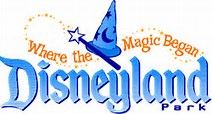 Where the Magic Began
Disneyland
Park